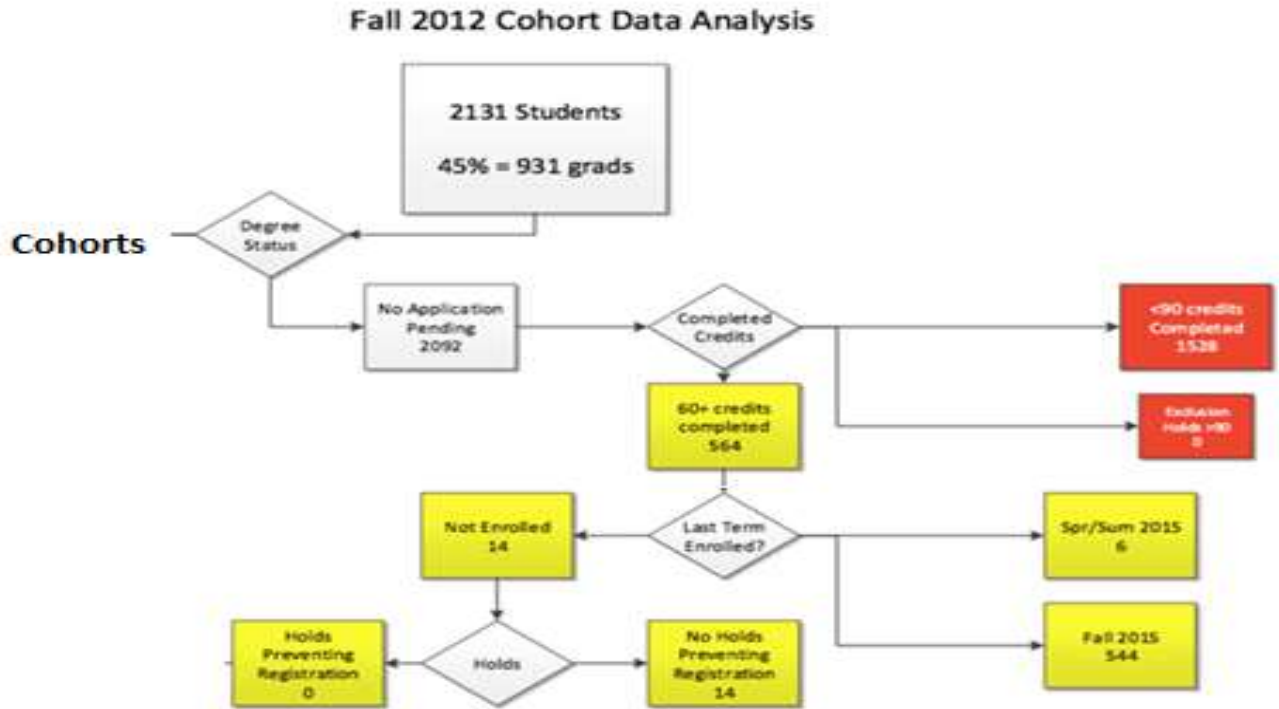 Fall 2012 Cohort Data Analysis
2131 Students
45% = 931 grads
Cohorts
Degree
Status
No Application
Pending
2092
Completed
Credits
<90 credits
Completed
1528
60+ credits
completed
564
Exclusion
Holds >90
0
Not Enrolled
14
Last Term
Enrolled?
Spr/Sum 2015
6
Holds
Preventing
Registration
0
Holds
No Holds
Preventing
Registration
14
Fall 2015
544